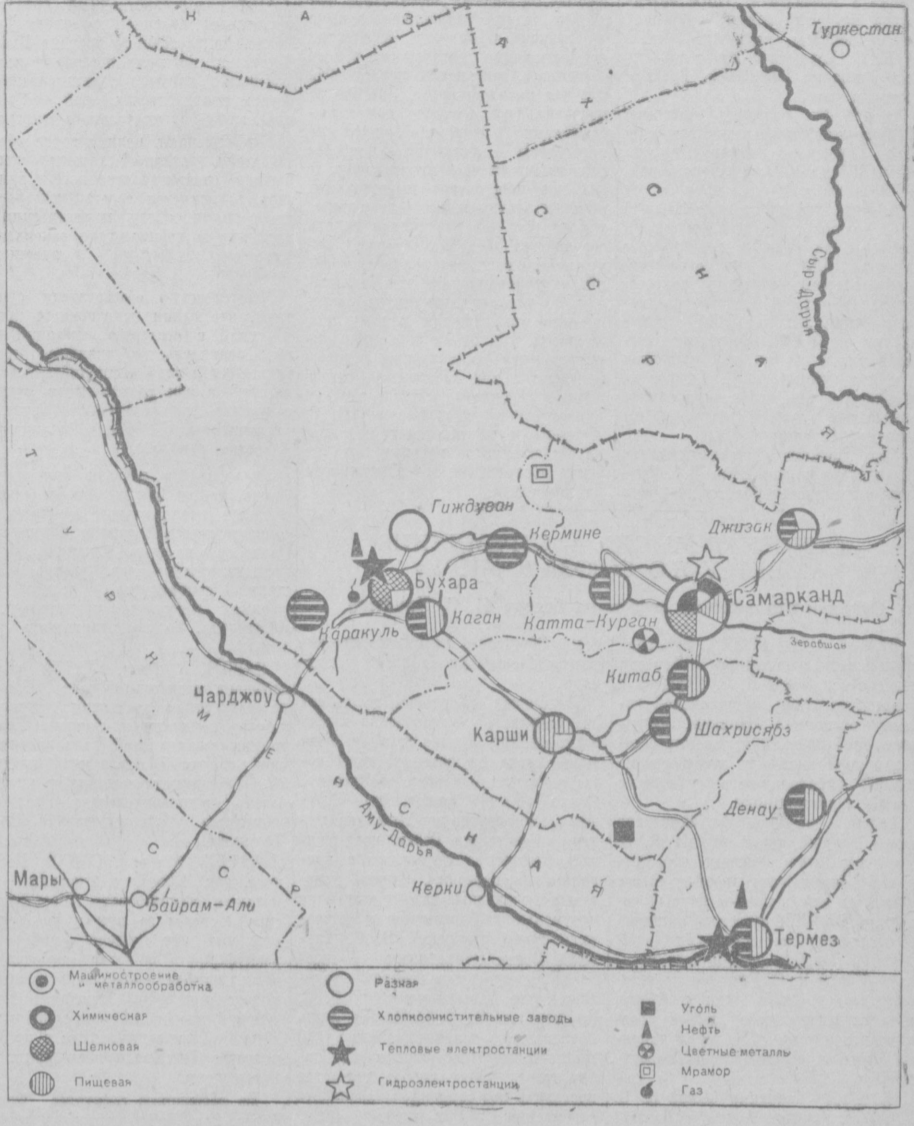 К А З А Х С К А Я
С С Р
Туркестан
Сыр-Дарья
Т У Р К М Е Н С К А Я
С С Р
Гиждуван
Кермине
Джизак
Бухара
Самарканд
Каракуль
Каган
Катта-Курган
Зеравшан
Китаб
Чарджоу
Карши
Шахрисябз
Денау
Аму-Дарья
Мары
Байрам-Али
Керки
Термез
Машиностроение
и металлообработка
Химическая
Шелковая
Пищевая
Разная
Хлопкоочистительные заводы
Тепловые электростанции
Гидроэлектростанции
Уголь
Нефть
Цветные металлы
Мрамор
Газ